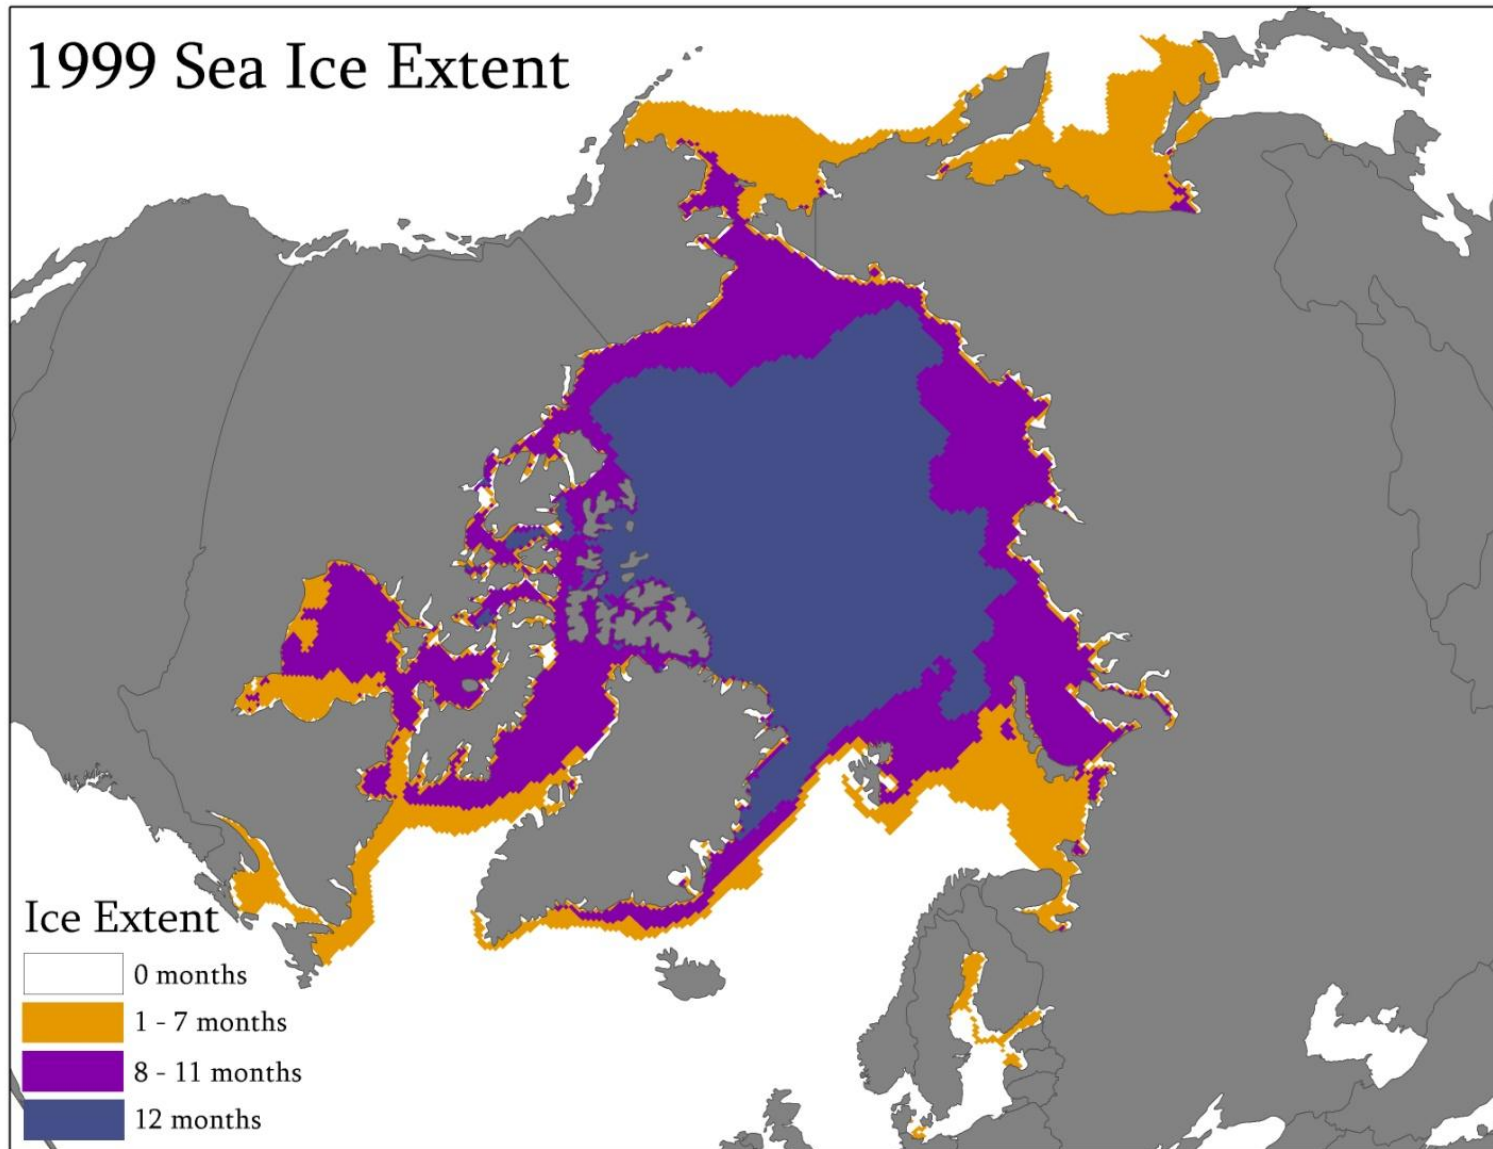 1999 Sea Ice Extent
Ice Extent
0 months
1 - 7 months
8 - 11 months
12 months